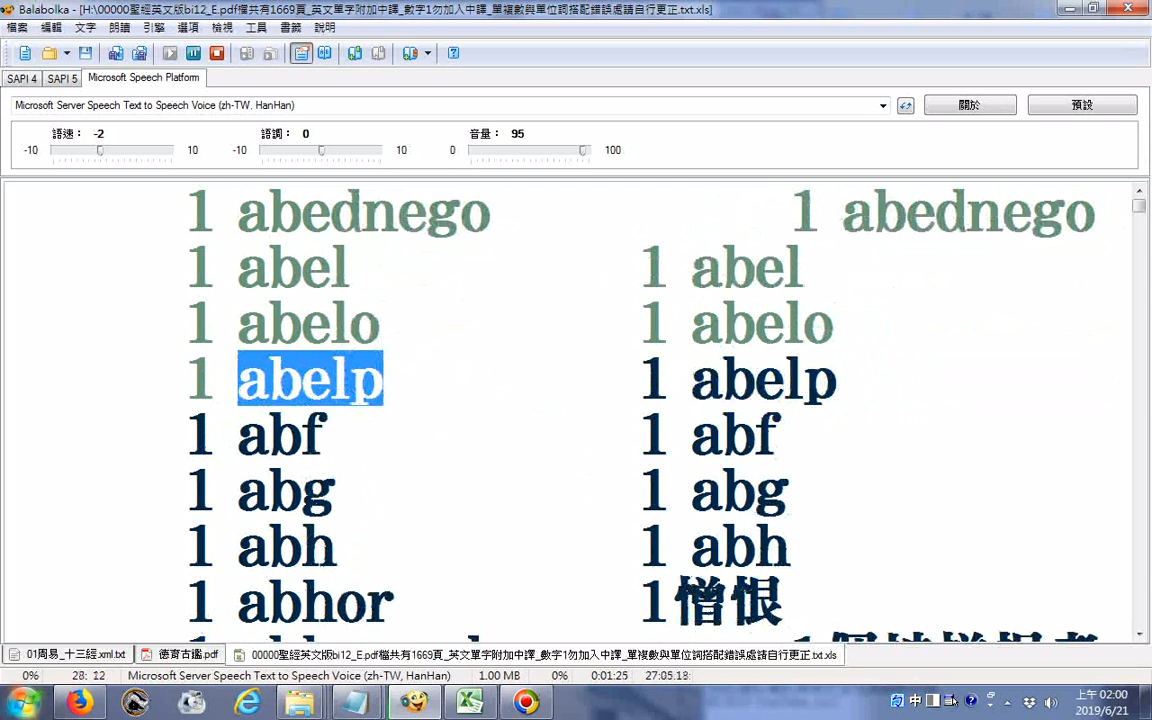 Balabolka - [H:\00000聖經英文版bi12_E.pdf檔共有1669頁_英文單字附加中譯_數字1勿加入中譯_單複數與單位詞搭配錯誤處請自行更正.txt.xls]
檔案 編輯 文字 朗讀 引擎 選項 檢視 工具 書籤 說明
SAPI 4 SAPI 5 Microsoft Speech Platform
Microsoft Server Speech Text to Speech Voice (zh-TW, HanHan) 關於 預設
語速： -2 語調： 0 音量： 95
-10 10 -10 10 0 100
1 abednego 1 abednego
1 abel 1 abel
1 abelo 1 abelo
1 abelp 1 abelp
1 abf 1 abf
1 abg 1 abg
1 abh 1 abh
1 abhor 1憎恨
01周易_十三經.xml.txt 德育古鑑.pdf 00000聖經英文版bi12_E.pdf檔共有1669頁_英文單字附加中譯_數字1勿加入中譯_單複數與單位詞搭配錯誤處請自行更正.txt.xls
0% 28: 12 Microsoft Server Speech Text to Speech Voice (zh-TW, HanHan) 1.00 MB 0% 0:01:25 27:05.18:
中 上午 02:00
2019/6/21